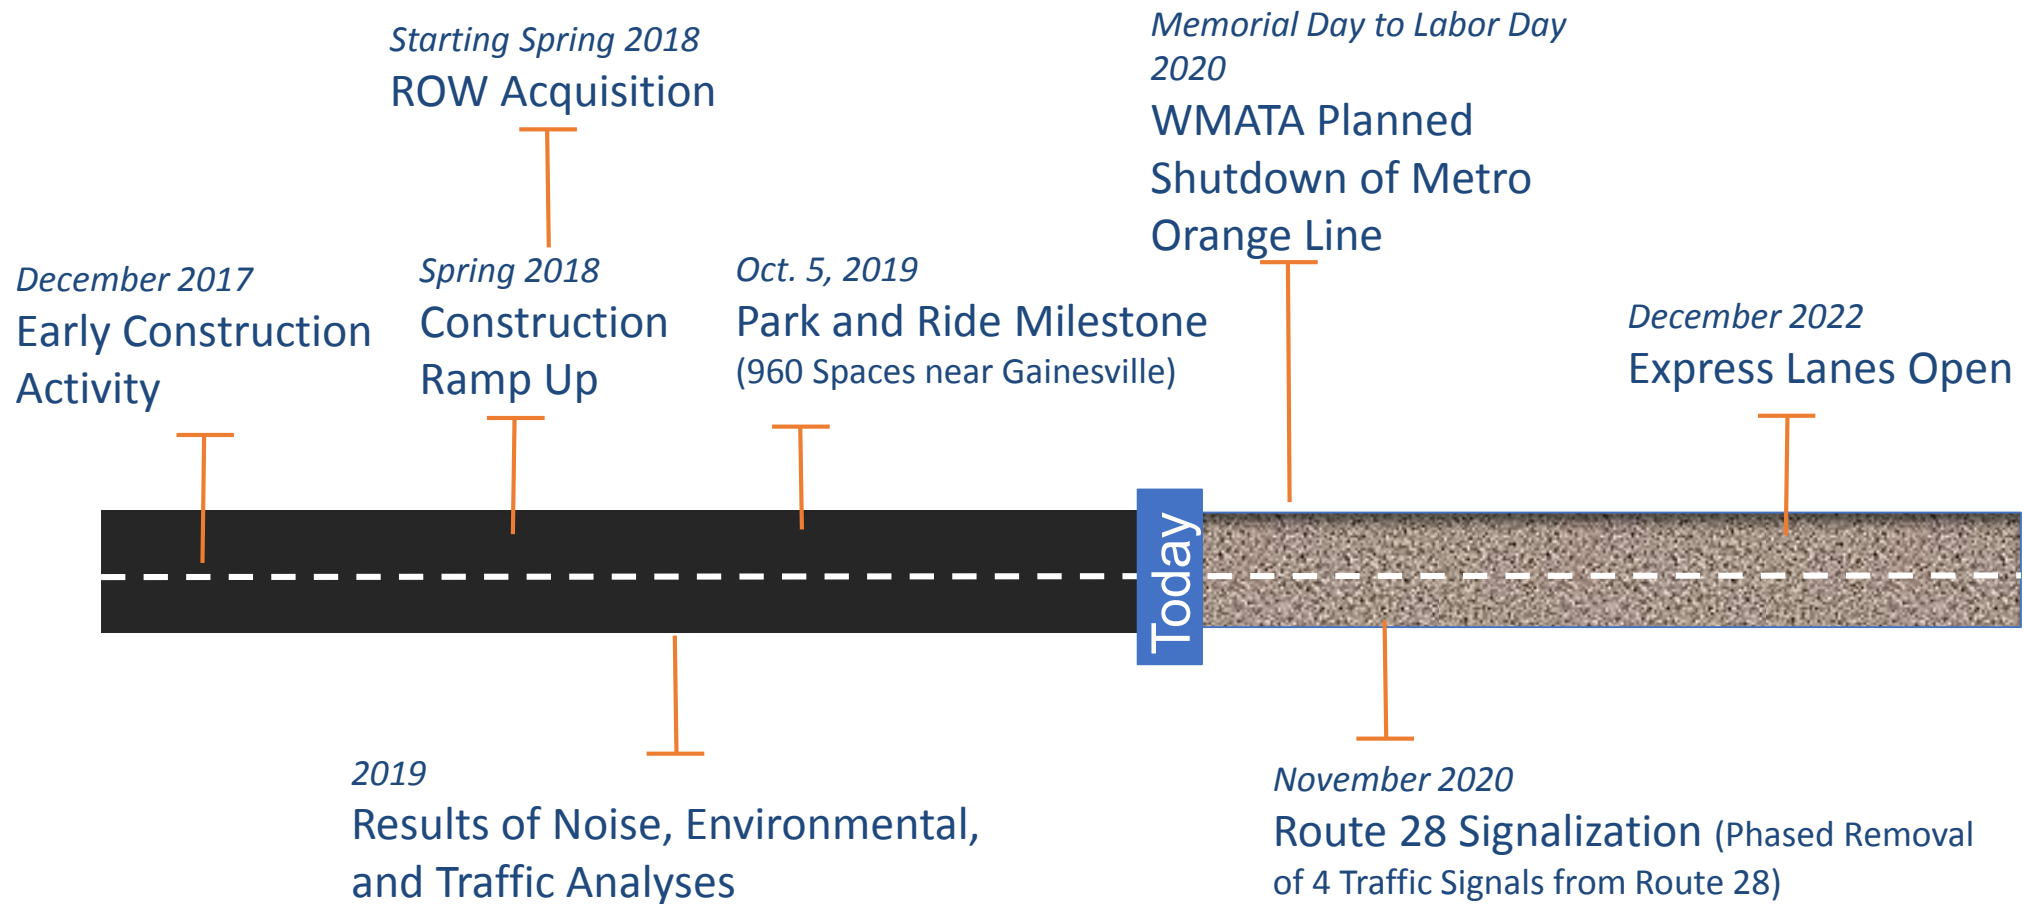 Starting Spring 2018
ROW Acquisition
Memorial Day to Labor Day
2020
WMATA Planned
Shutdown of Metro
Orange Line
December 2017
Early Construction
Activity
Spring 2018
Construction
Ramp Up
Oct. 5, 2019
Park and Ride Milestone
(960 Spaces near Gainesville)
December 2022
Express Lanes Open
Today
2019
Results of Noise, Environmental,
and Traffic Analyses
November 2020
Route 28 Signalization (Phased Removal
of 4 Traffic Signals from Route 28)